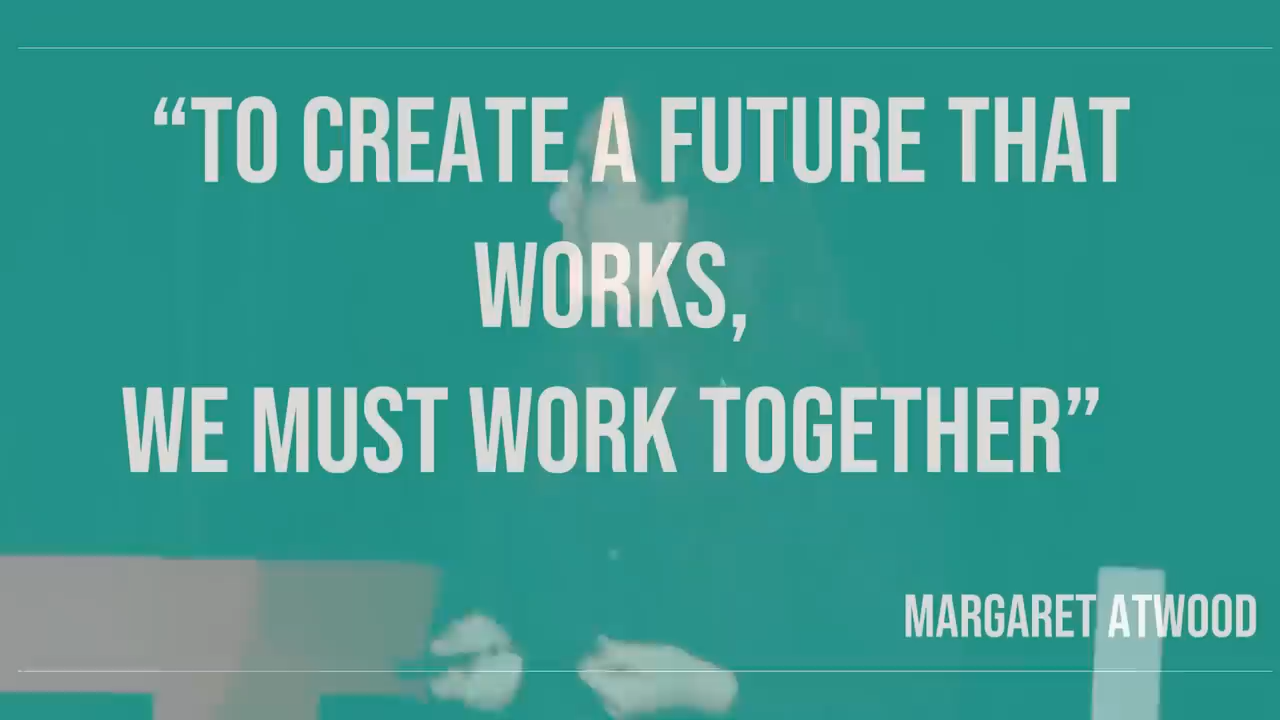 “TO CREATE A FUTURE THAT
WORKS,
WE MUST WORK TOGETHER”
MARGARET ATWOOD